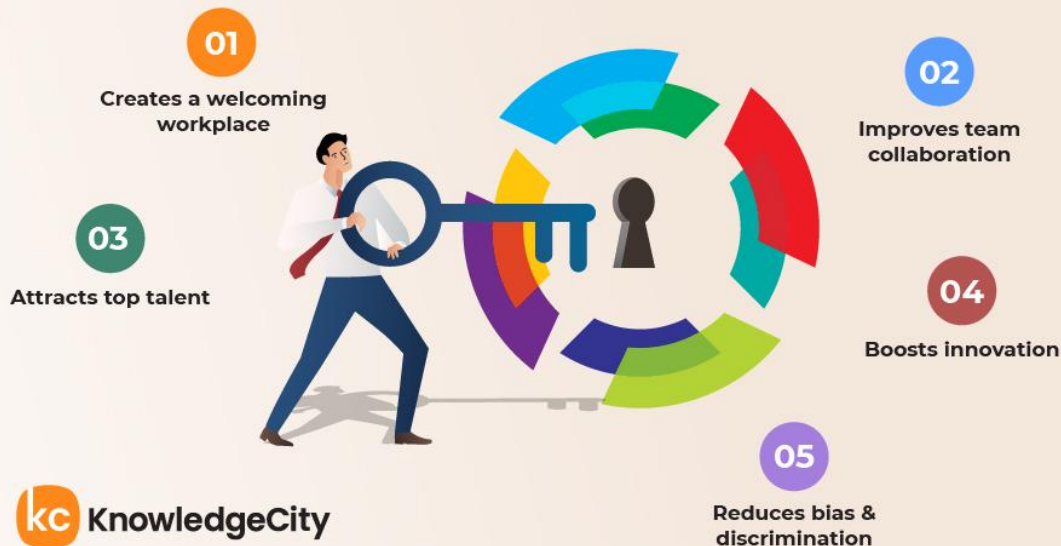 01
Creates a welcoming
workplace
02
Improves team
collaboration
03
Attracts top talent
04
Boosts innovation
05
Reduces bias &
discrimination
kc KnowledgeCity